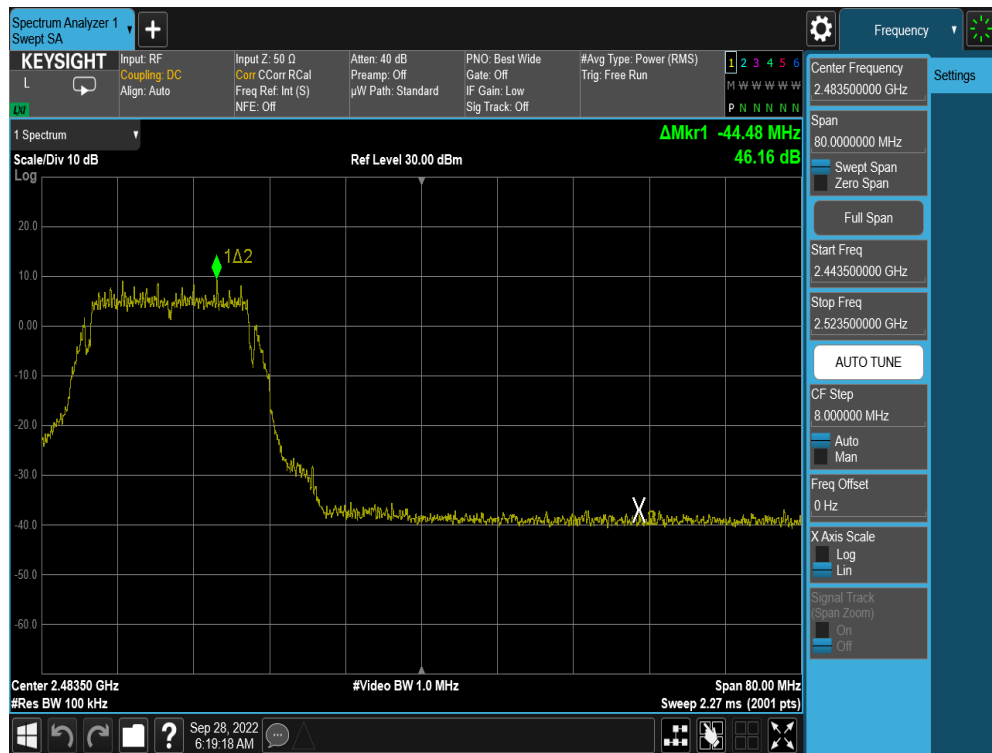 Spectrum Analyzer 1
Swept SA
Frequency
KEYSIGHT
L
LXI
Input: RF
Coupling: DC
Align: Auto
Input Z: 50 Ω
Corr CCorr RCal
Freq Ref: Int (S)
NFE: Off
Atten: 40 dB
Preamp: Off
µW Path: Standard
PNO: Best Wide
Gate: Off
IF Gain: Low
Sig Track: Off
#Avg Type: Power (RMS)
Trig: Free Run
1 2 3 4 5 6
M W W W W W
P N N N N N
1 Spectrum
Scale/Div 10 dB
Log
Ref Level 30.00 dBm
ΔMkr1 -44.48 MHz
46.16 dB
20.0
10.0
0.00
-10.0
-20.0
-30.0
-40.0
-50.0
-60.0
1Δ2
X2
Center 2.48350 GHz
#Res BW 100 kHz
#Video BW 1.0 MHz
Span 80.00 MHz
Sweep 2.27 ms (2001 pts)
Center Frequency
2.483500000 GHz
Span
80.0000000 MHz
Swept Span
Zero Span
Full Span
Start Freq
2.443500000 GHz
Stop Freq
2.523500000 GHz
AUTO TUNE
CF Step
8.000000 MHz
Auto
Man
Freq Offset
0 Hz
X Axis Scale
Log
Lin
Signal Track
(Span Zoom)
On
Off
Settings
?
Sep 28, 2022
6:19:18 AM